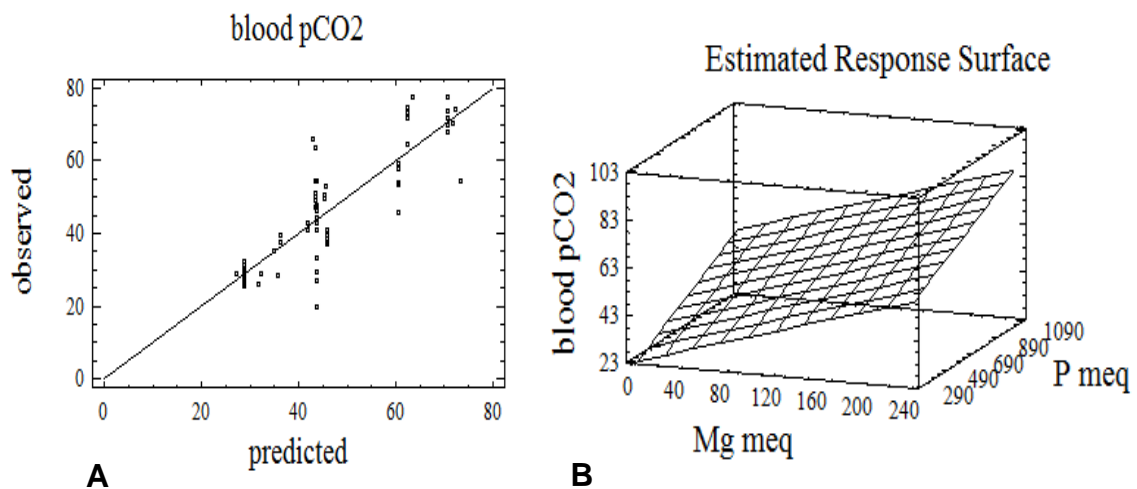 blood pCO2
80
60
40
20
0
observed
0 20 40 60 80
predicted
A
Estimated Response Surface
103
83
63
43
23
blood pCO2
0 40 80 120 160 200 240
Mg meq
290 490 690 890 1090
P meq
B